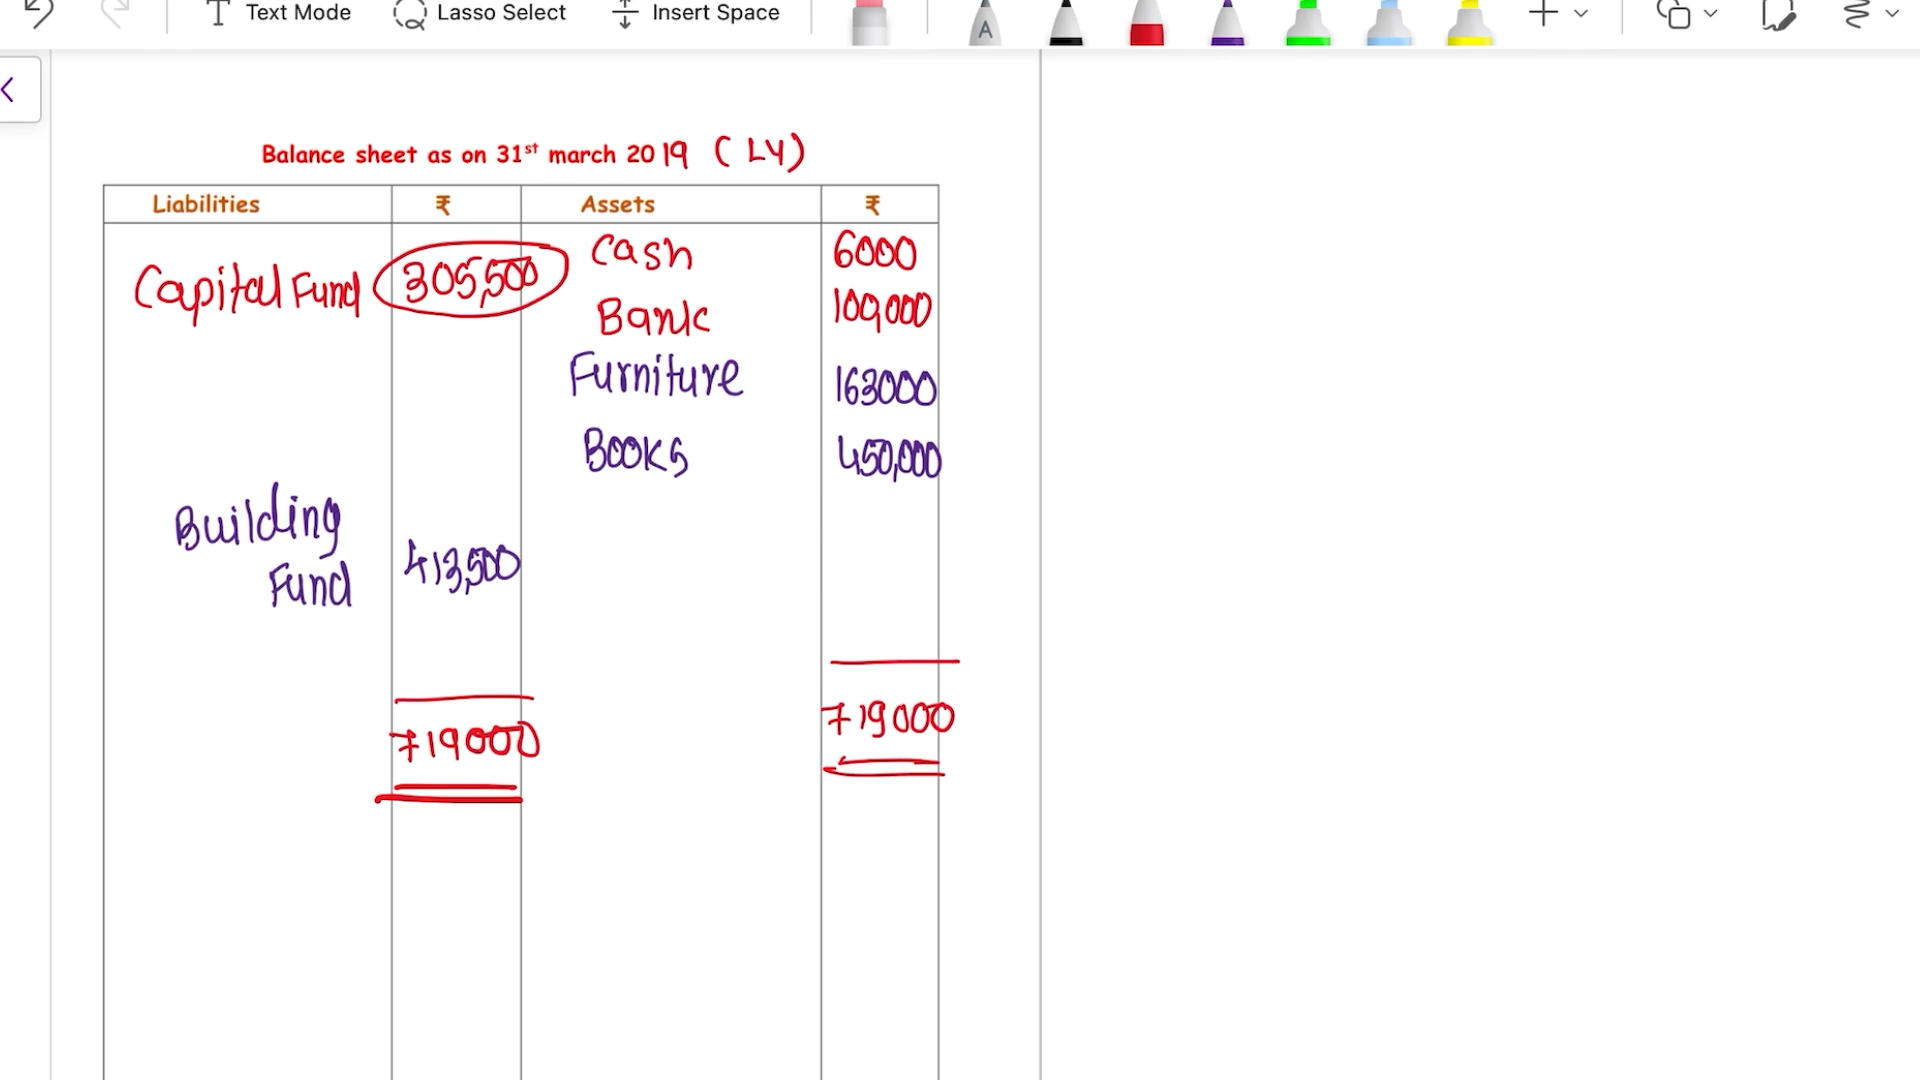 Text Mode Lasso Select Insert Space
A
Balance sheet as on 31st march 2019 (LY)
Liabilities ₹ Assets ₹
Capital Fund 305,500 Cash 6000
Bank 100,000
Furniture 163000
Books 450,000
Building
Fund 413,500
719000 719000